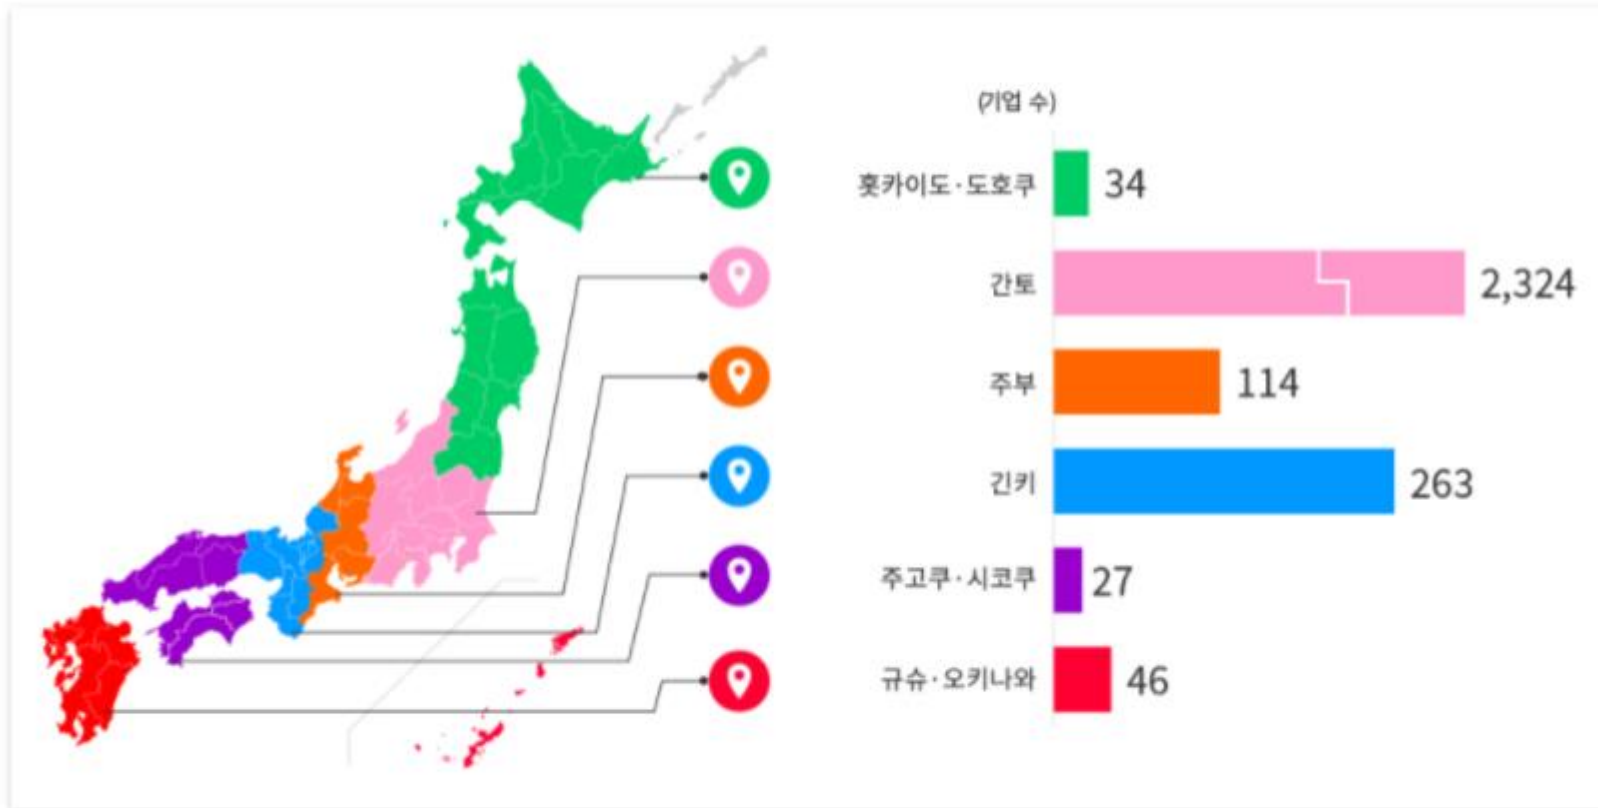 (기업 수)
홋카이도·도호쿠 34
간토 2,324
주부 114
긴키 263
주고쿠·시코쿠 27
규슈·오키나와 46